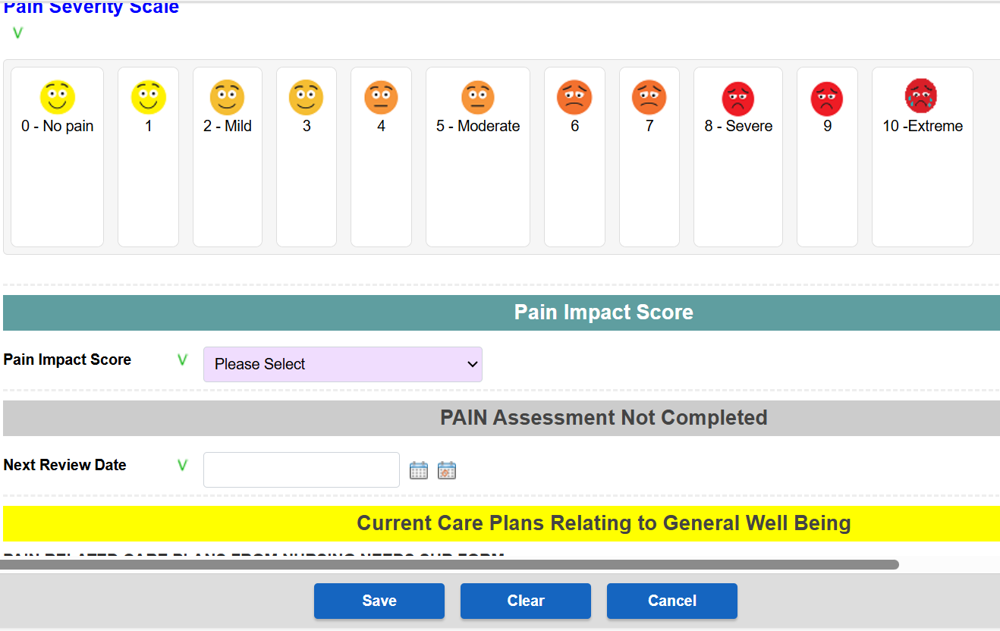 Pain Severity Scale
V
0 - No pain 1 2 - Mild 3 4 5 - Moderate 6 7 8 - Severe 9 10 -Extreme
Pain Impact Score
Pain Impact Score V Please Select
PAIN Assessment Not Completed
Next Review Date V
Current Care Plans Relating to General Well Being
PAIN RELATED CARE PLANS FROM NURSING NEEDS SUB FORM
Save Clear Cancel